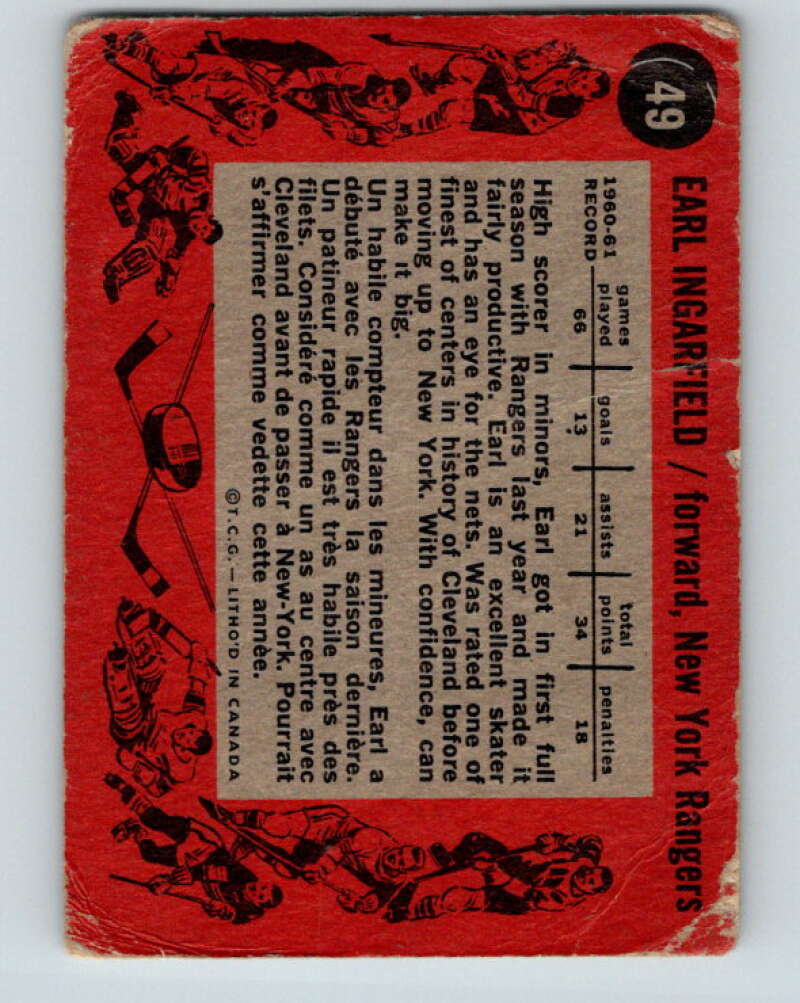 49
EARL INGARFIELD / forward, New York Rangers
games goals assists total penalties
played points
1960-61
RECORD 66 13 21 34 18
High scorer in minors, Earl got in first full
season with Rangers last year and made it
fairly productive. Earl is an excellent skater
and has an eye for the nets. Was rated one of
finest of centers in history of Cleveland before
moving up to New York. With confidence, can
make it big.
Un habile compteur dans les mineures, Earl a
débuté avec les Rangers la saison dernière.
Un patineur rapide il est très habile près des
filets. Considéré comme un as au centre avec
Cleveland avant de passer à New-York. Pourrait
s'affirmer comme vedette cette année.
©T.C.G.—LITHO'D IN CANADA